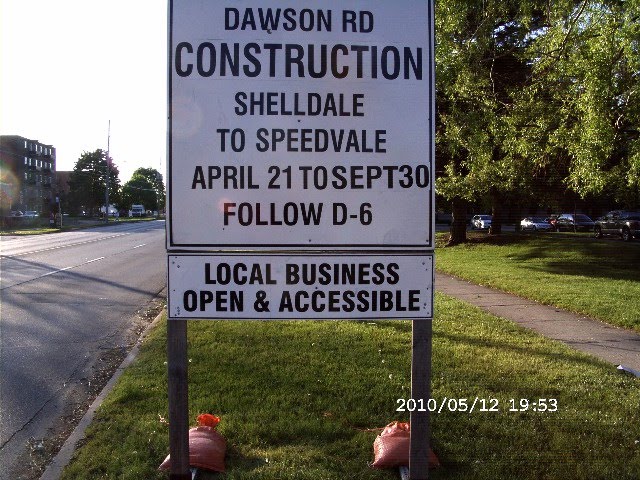 DAWSON RD
CONSTRUCTION
SHELLDALE
TO SPEEDVALE
APRIL 21 TO SEPT 30
FOLLOW D-6
LOCAL BUSINESS
OPEN & ACCESSIBLE
2010/05/12 19:53